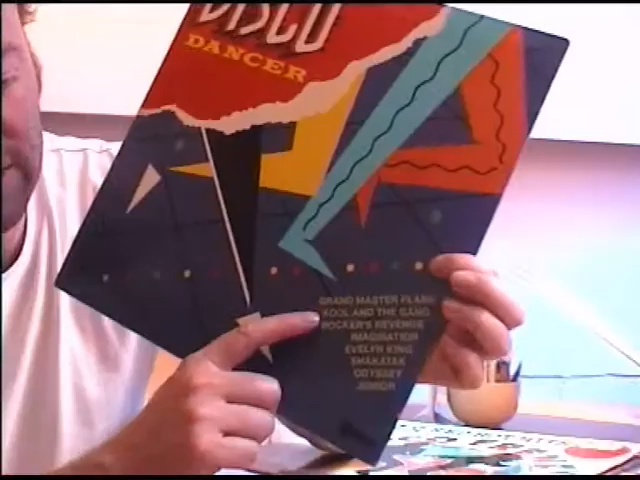 DISCO
DANCER
GRAND MASTER FLASH
KOOL AND THE GANG
ROCKER'S REVENGE
IMAGINATION
EVELYN KING
SHAKATAK
ODYSSEY
JUNIOR